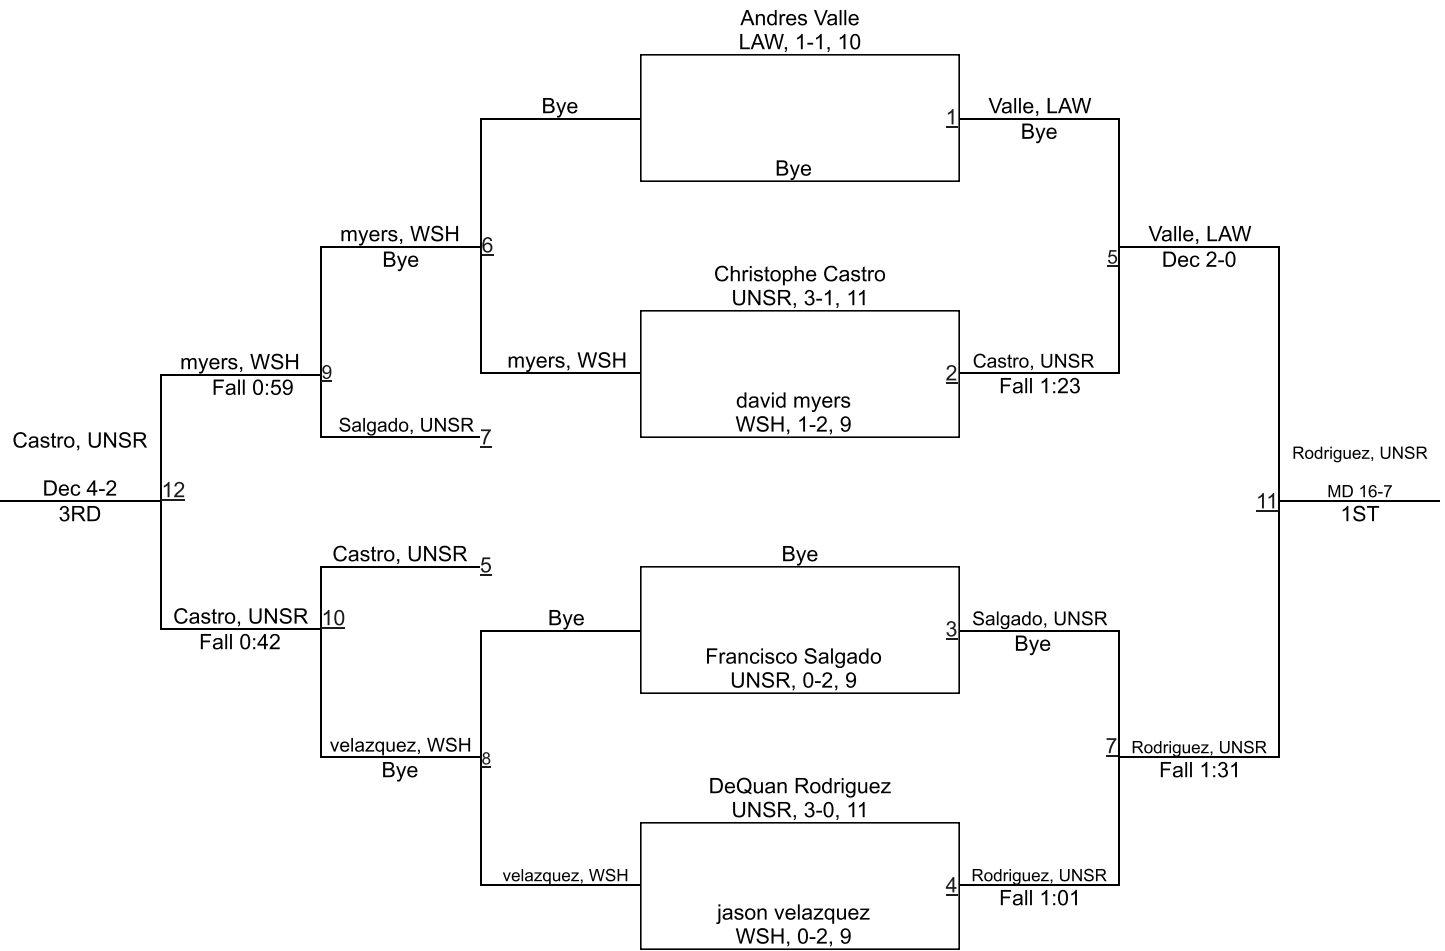 Andres Valle
LAW, 1-1, 10
Bye
1
Valle, LAW
Bye
Bye
myers, WSH
6
Bye
Valle, LAW
5
Dec 2-0
Christophe Castro
UNSR, 3-1, 11
myers, WSH
2
Castro, UNSR
Fall 1:23
myers, WSH
9
Fall 0:59
david myers
WSH, 1-2, 9
Salgado, UNSR
7
Castro, UNSR
Dec 4-2
12
3RD
Rodriguez, UNSR
11
MD 16-7
1ST
Castro, UNSR
5
Bye
Castro, UNSR
10
Fall 0:42
Bye
3
Salgado, UNSR
Bye
Francisco Salgado
UNSR, 0-2, 9
velazquez, WSH
8
Bye
7
Rodriguez, UNSR
Fall 1:31
DeQuan Rodriguez
UNSR, 3-0, 11
velazquez, WSH
4
Rodriguez, UNSR
Fall 1:01
jason velazquez
WSH, 0-2, 9